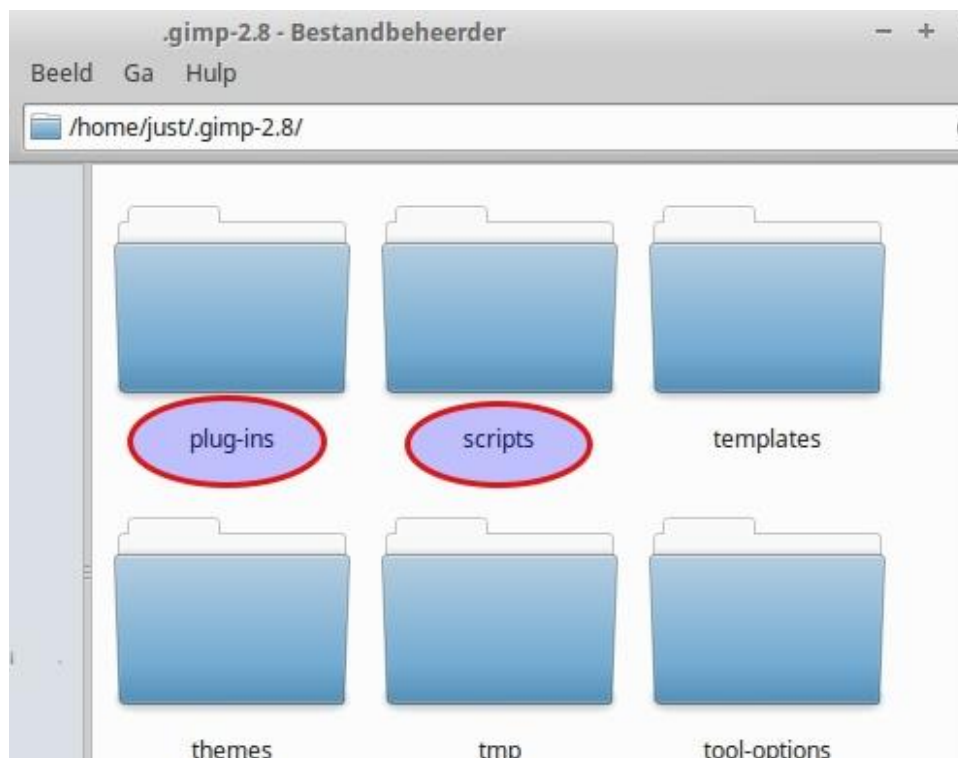 .gimp-2.8 - Bestandbeheerder
Beeld Ga Hulp
/home/just/.gimp-2.8/
plug-ins scripts templates
themes tmp tool-options